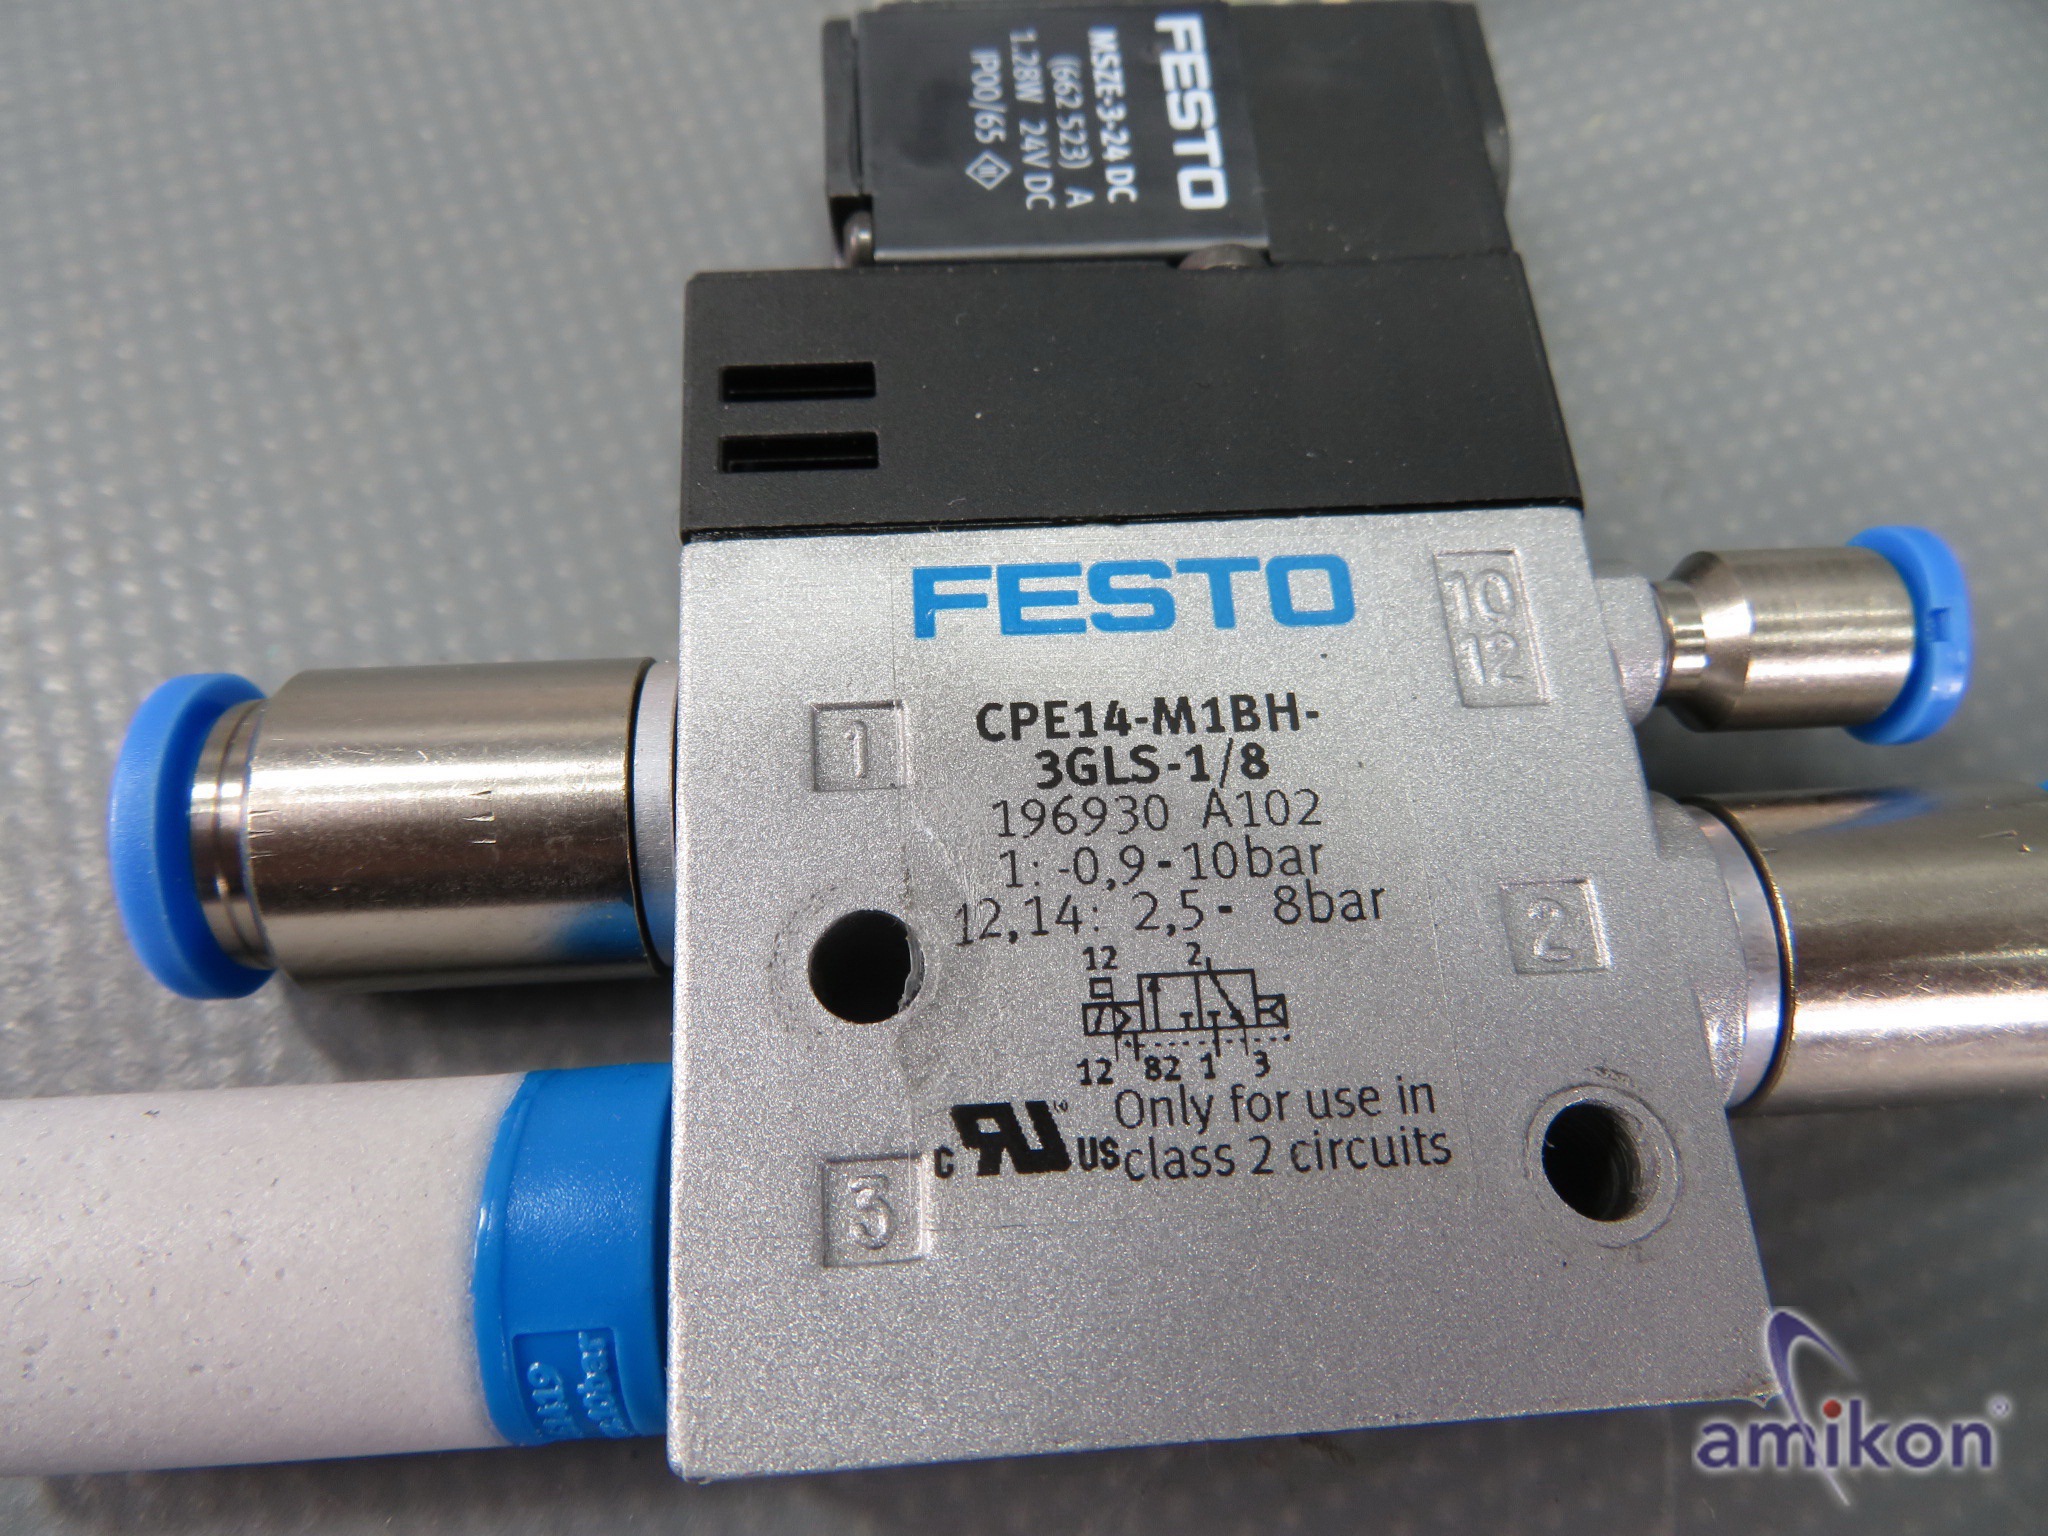 FESTO
MSZE-3-24 DC
(662 523) A
1.28W 24V DC
IP00/65
FESTO
10
12
1
CPE14-M1BH-
3GLS-1/8
196930 A102
1: -0,9-10bar
12,14: 2,5- 8bar
2
12 2
12 82 1 3
c US Only for use in
class 2 circuits
3
amikon®